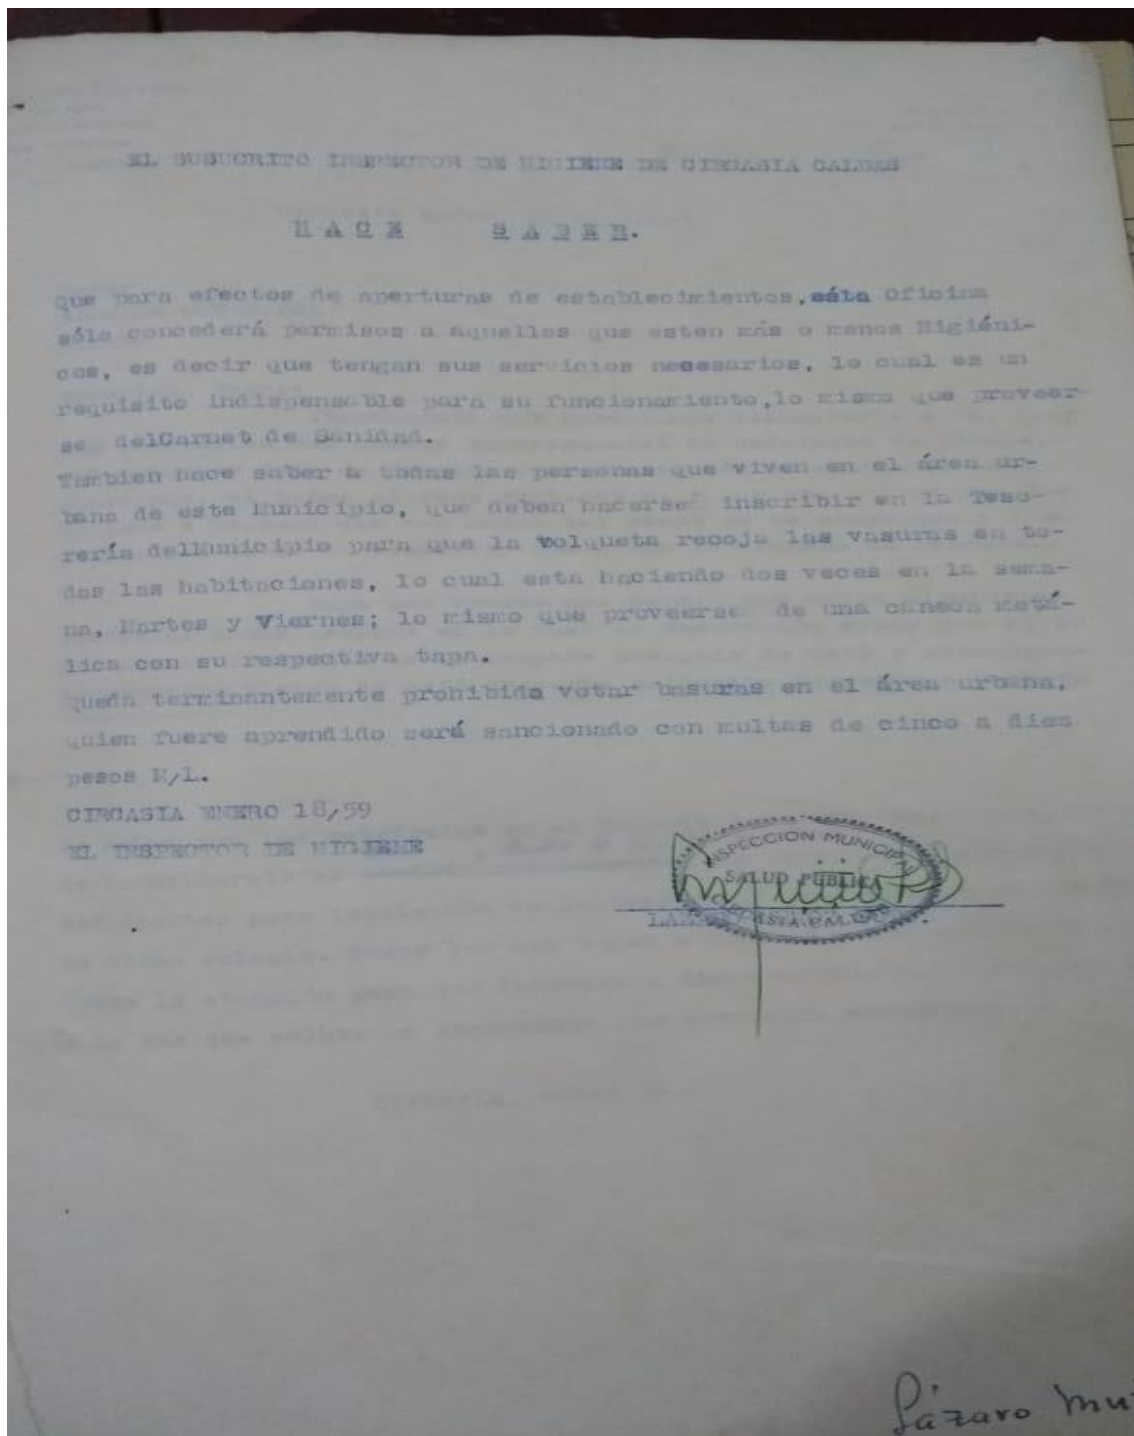 EL SUSUCRITO INSPECTOR DE HIGIENE DE CIRCASIA CALDAS
H A C E S A B E R.
que para efectos de aperturas de establecimientos, ésta Oficina
sólo concederá permisos a aquellos que esten más o menos Higiéni-
cos, es decir que tengan sus servicios necesarios, lo cual es un
requisito indispensable para su funcionamiento,lo mismo que proveer-
se delCarnet de Sanidad.
Tambien hace saber a todas las personas que viven en el área ur-
bana de este Municipio, que deben hacerse inscribir en la Teso-
rería delMunicipio para que la volqueta recoja las vasuras en to-
das las habitaciones, lo cual esta haciendo dos veces en la sema-
na, Martes y Viernes; lo mismo que proveerse de una caneca metá-
lica con su respectiva tapa.
Queda terminantemente prohibido votar basuras en el área urbana,
quien fuere aprendido será sancionado con multas de cinco a diez
pesos M/L.
CIRCASIA ENERO 18/59
EL INSPECTOR DE HIGIENE
INSPECCION MUNICIPAL
SALUD PUBLICA
CIRCASIA-CALDAS
Lázaro